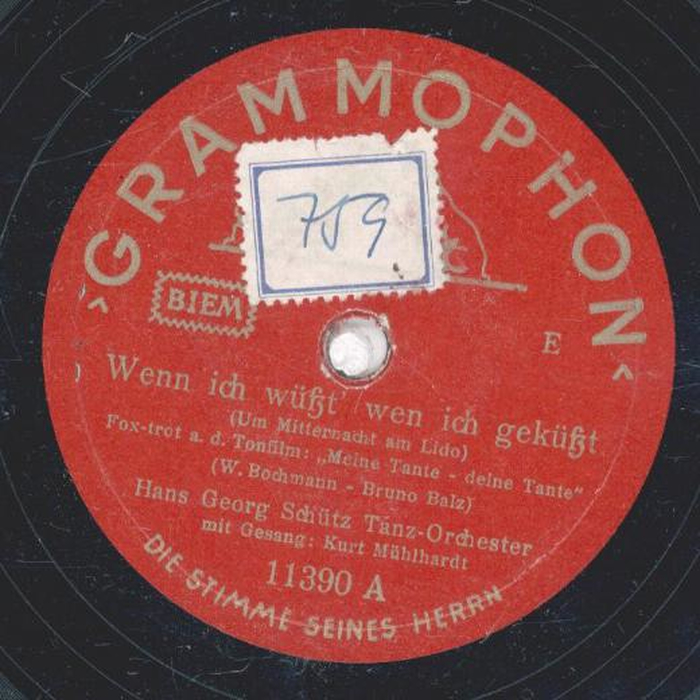 ›GRAMMOPHON‹
759
BIEM
E
Wenn ich wüßt' wen ich geküßt
(Um Mitternacht am Lido)
Fox-trot a. d. Tonfilm: „Meine Tante - deine Tante"
(W. Bochmann - Bruno Balz)
Hans Georg Schütz Tanz-Orchester
mit Gesang: Kurt Mühlhardt
11390 A
DIE STIMME SEINES HERRN